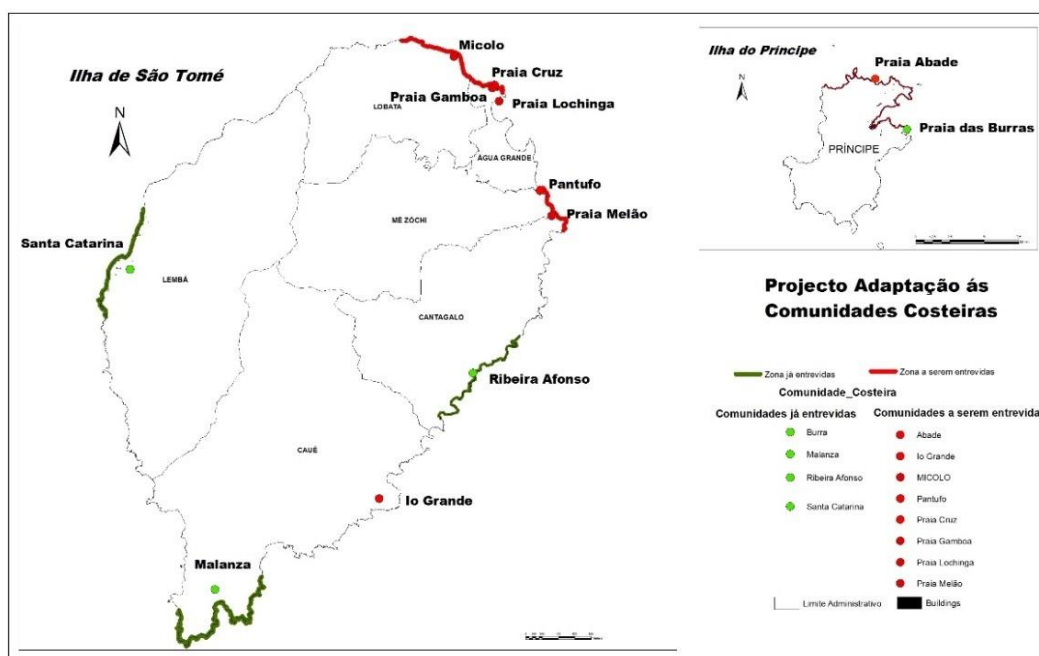 Ilha de São Tomé
N
Micolo
Praia Cruz
Praia Gamboa
Praia Lochinga
LOBATA
ÁGUA GRANDE
Pantufo
MÉ ZÓCHI
Praia Melão
Santa Catarina
LEMBÁ
CANTAGALO
Ribeira Afonso
CAUÉ
Io Grande
Malanza
Ilha do Príncipe
N
Praia Abade
Praia das Burras
PRÍNCIPE
Projecto Adaptação ás
Comunidades Costeiras
Zona já entrevidas
Zona a serem entrevidas
Comunidade_Costeira
Comunidades já entrevidas
Burra
Malanza
Ribeira Afonso
Santa Catarina
Comunidades a serem entrevida
Abade
Io Grande
MICOLO
Pantufo
Praia Cruz
Praia Gamboa
Praia Lochinga
Praia Melão
Limite Administrativo
Buildings